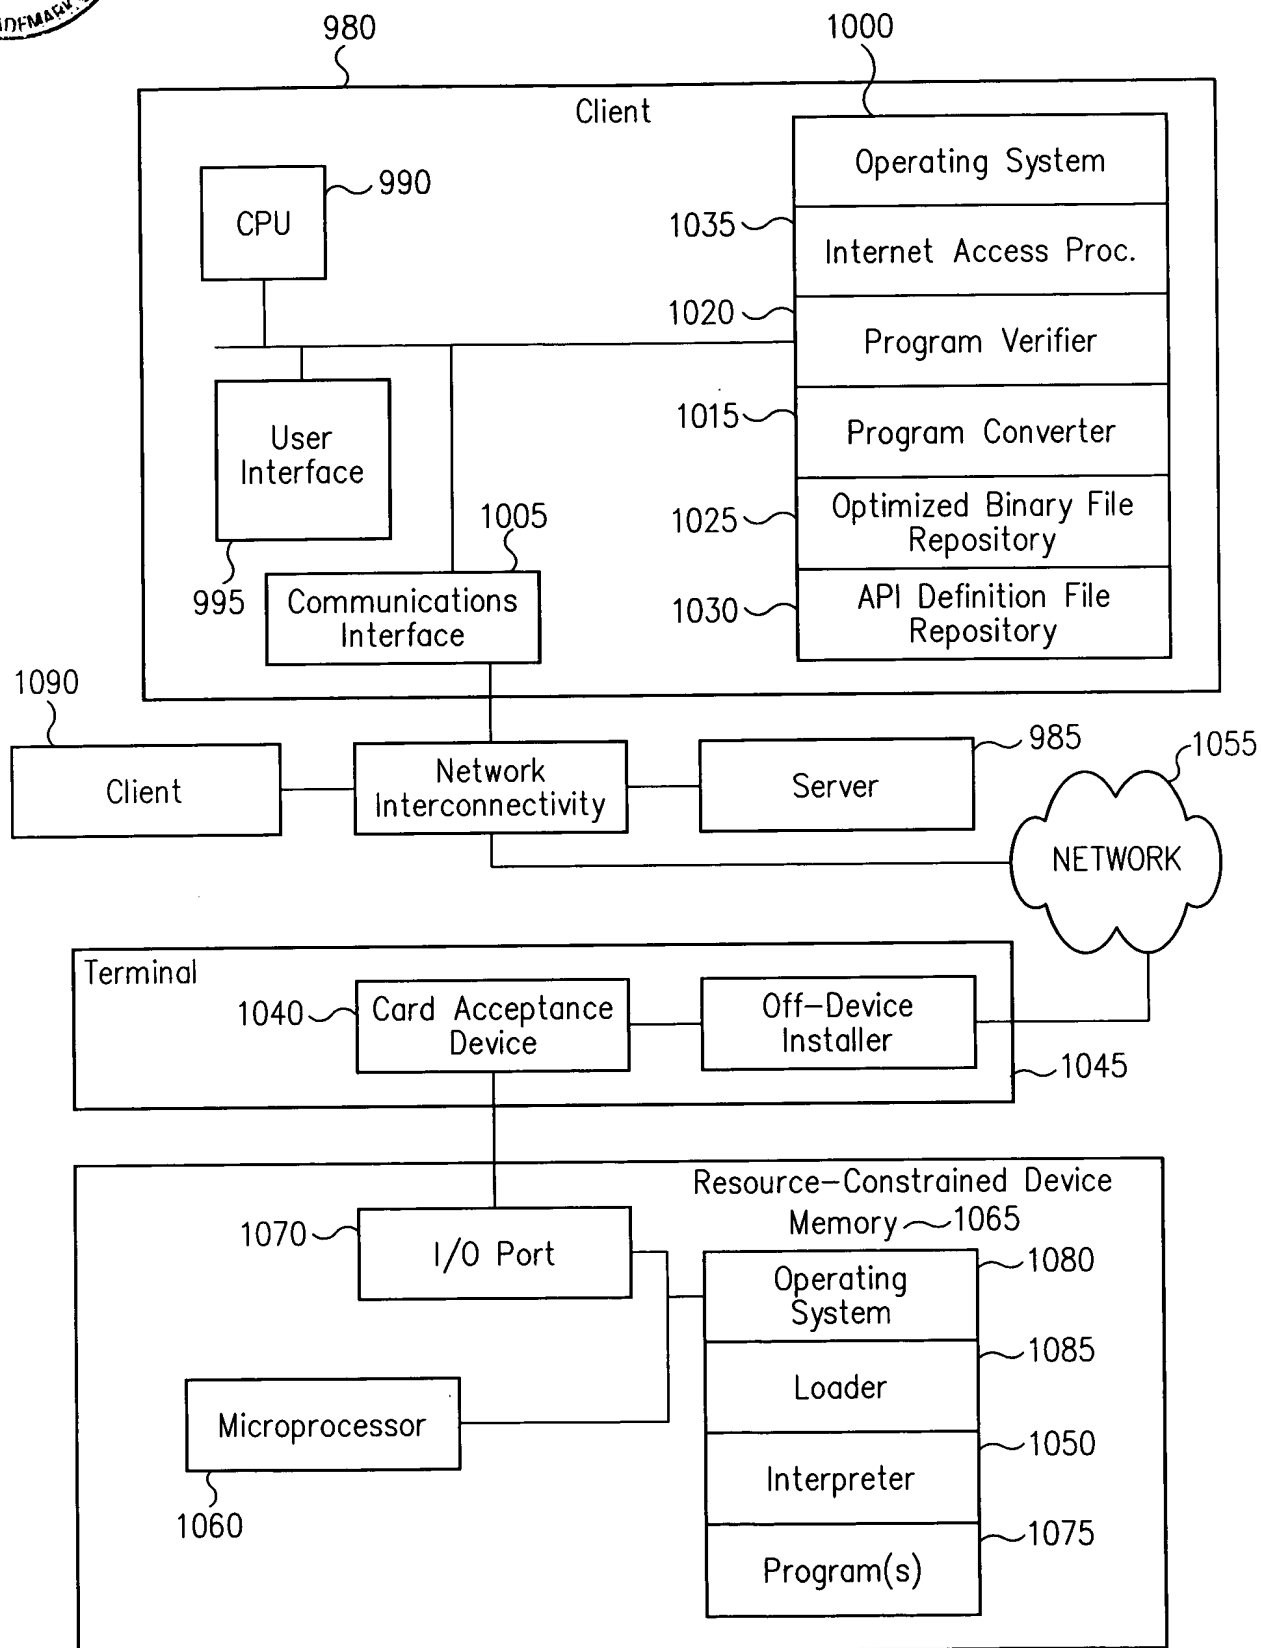 980
1000
Client
Operating System
990
CPU
1035
Internet Access Proc.
1020
Program Verifier
1015
Program Converter
User
Interface
1025
Optimized Binary File
Repository
1005
995
Communications
Interface
1030
API Definition File
Repository
1090
Client
Network
Interconnectivity
985
Server
1055
NETWORK
Terminal
1040
Card Acceptance
Device
Off-Device
Installer
1045
Resource-Constrained Device
Memory 1065
1070
I/O Port
1080
Operating
System
1085
Loader
Microprocessor
1050
Interpreter
1060
1075
Program(s)